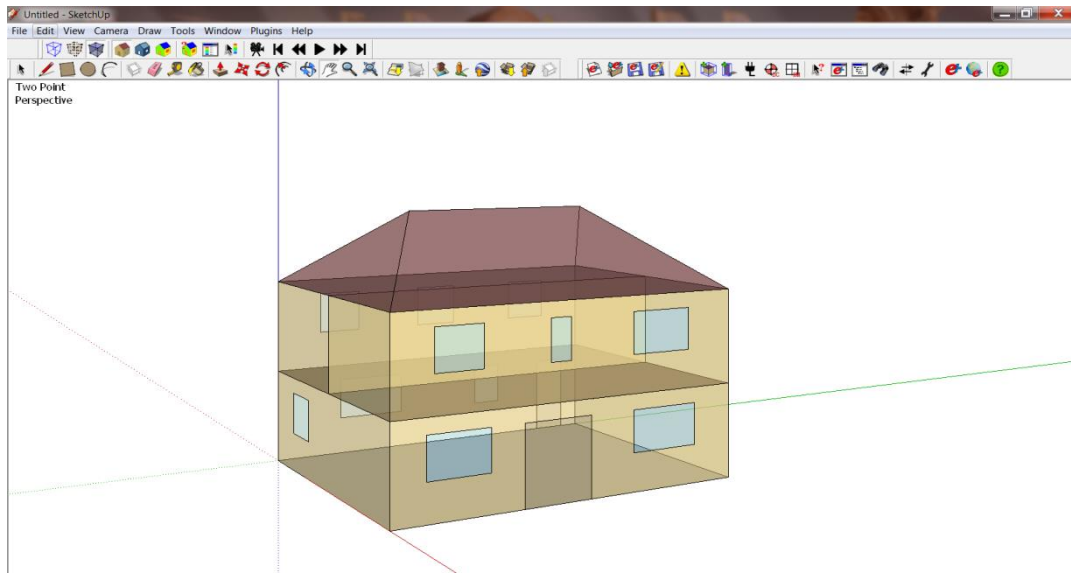 Untitled - SketchUp
File Edit View Camera Draw Tools Window Plugins Help
Two Point
Perspective